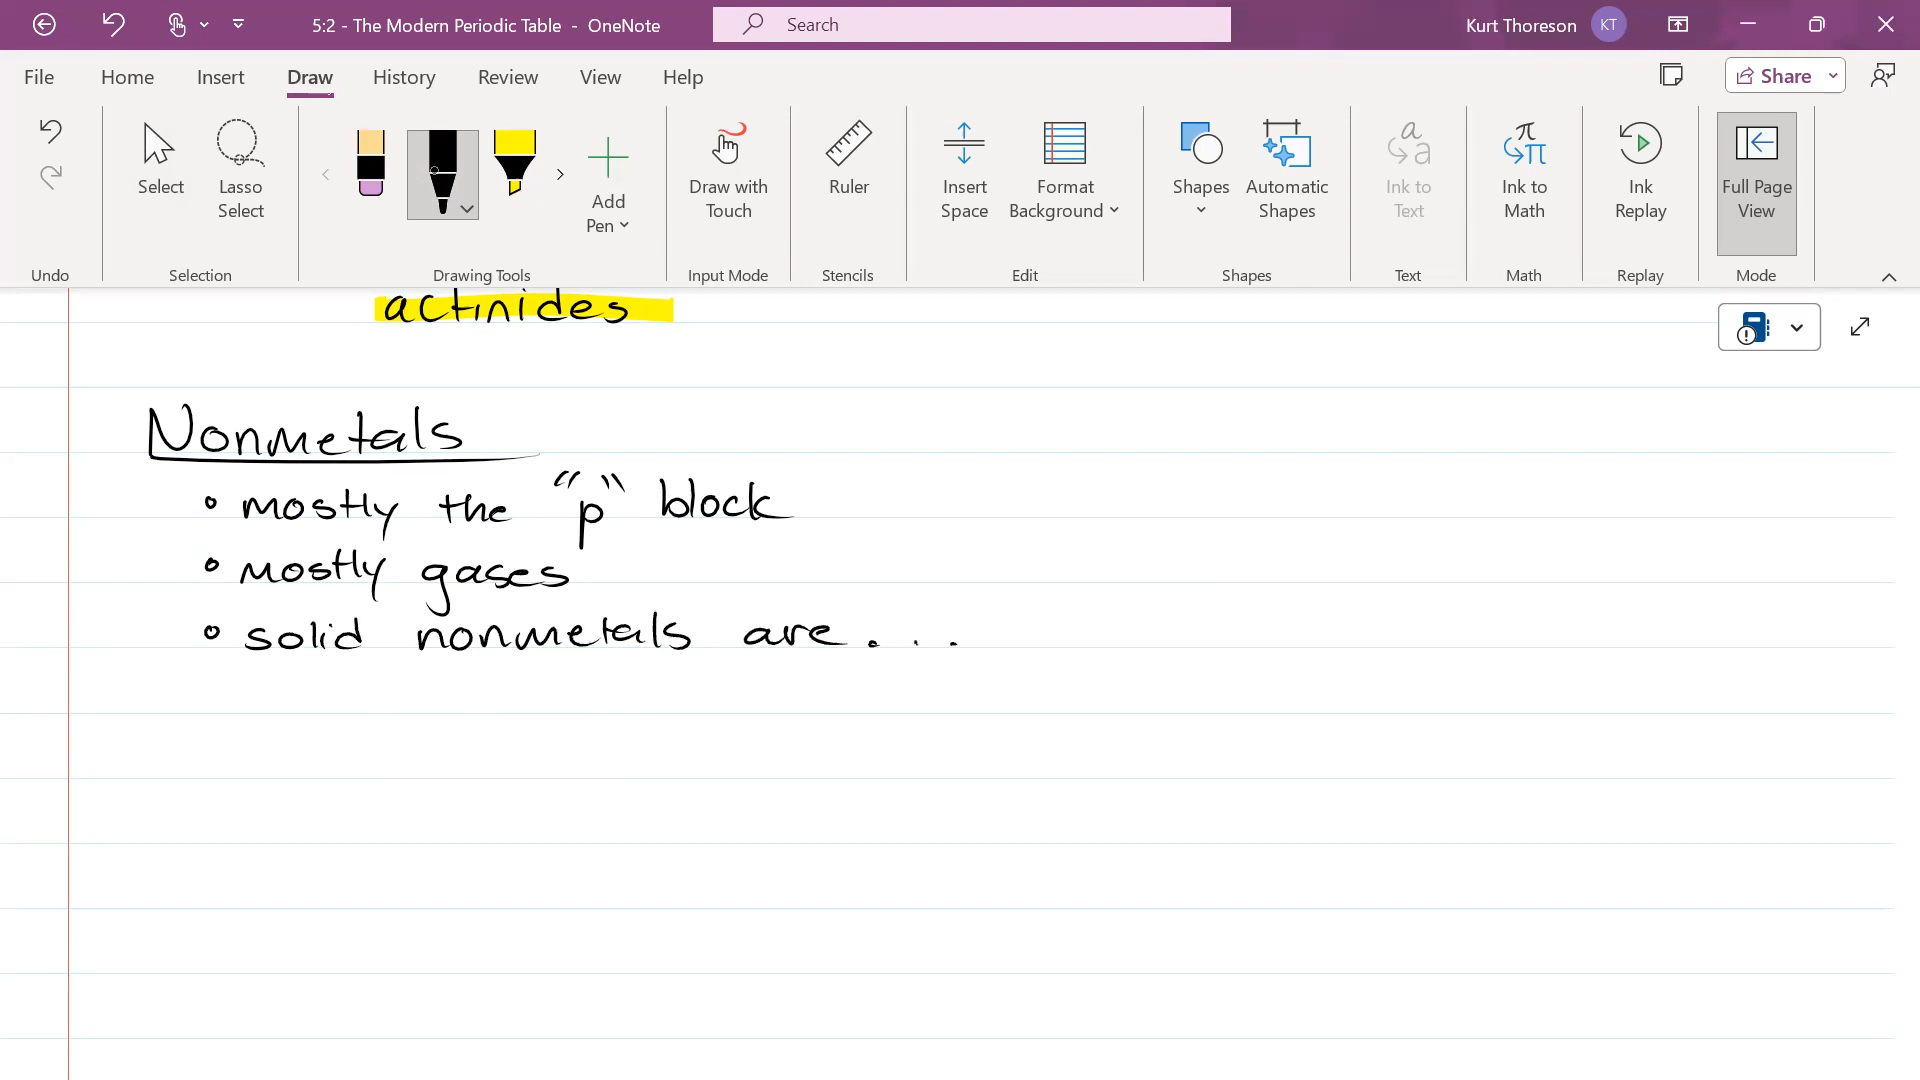 5:2 - The Modern Periodic Table - OneNote
Search
Kurt Thoreson KT
File Home Insert Draw History Review View Help
Share
Select
Lasso Select
Add Pen
Draw with Touch
Ruler
Insert Space
Format Background
Shapes
Automatic Shapes
Ink to Text
Ink to Math
Ink Replay
Full Page View
Undo Selection Drawing Tools Input Mode Stencils Edit Shapes Text Math Replay Mode
actinides
Nonmetals
• mostly the "p" block
• mostly gases
• solid nonmetals are...